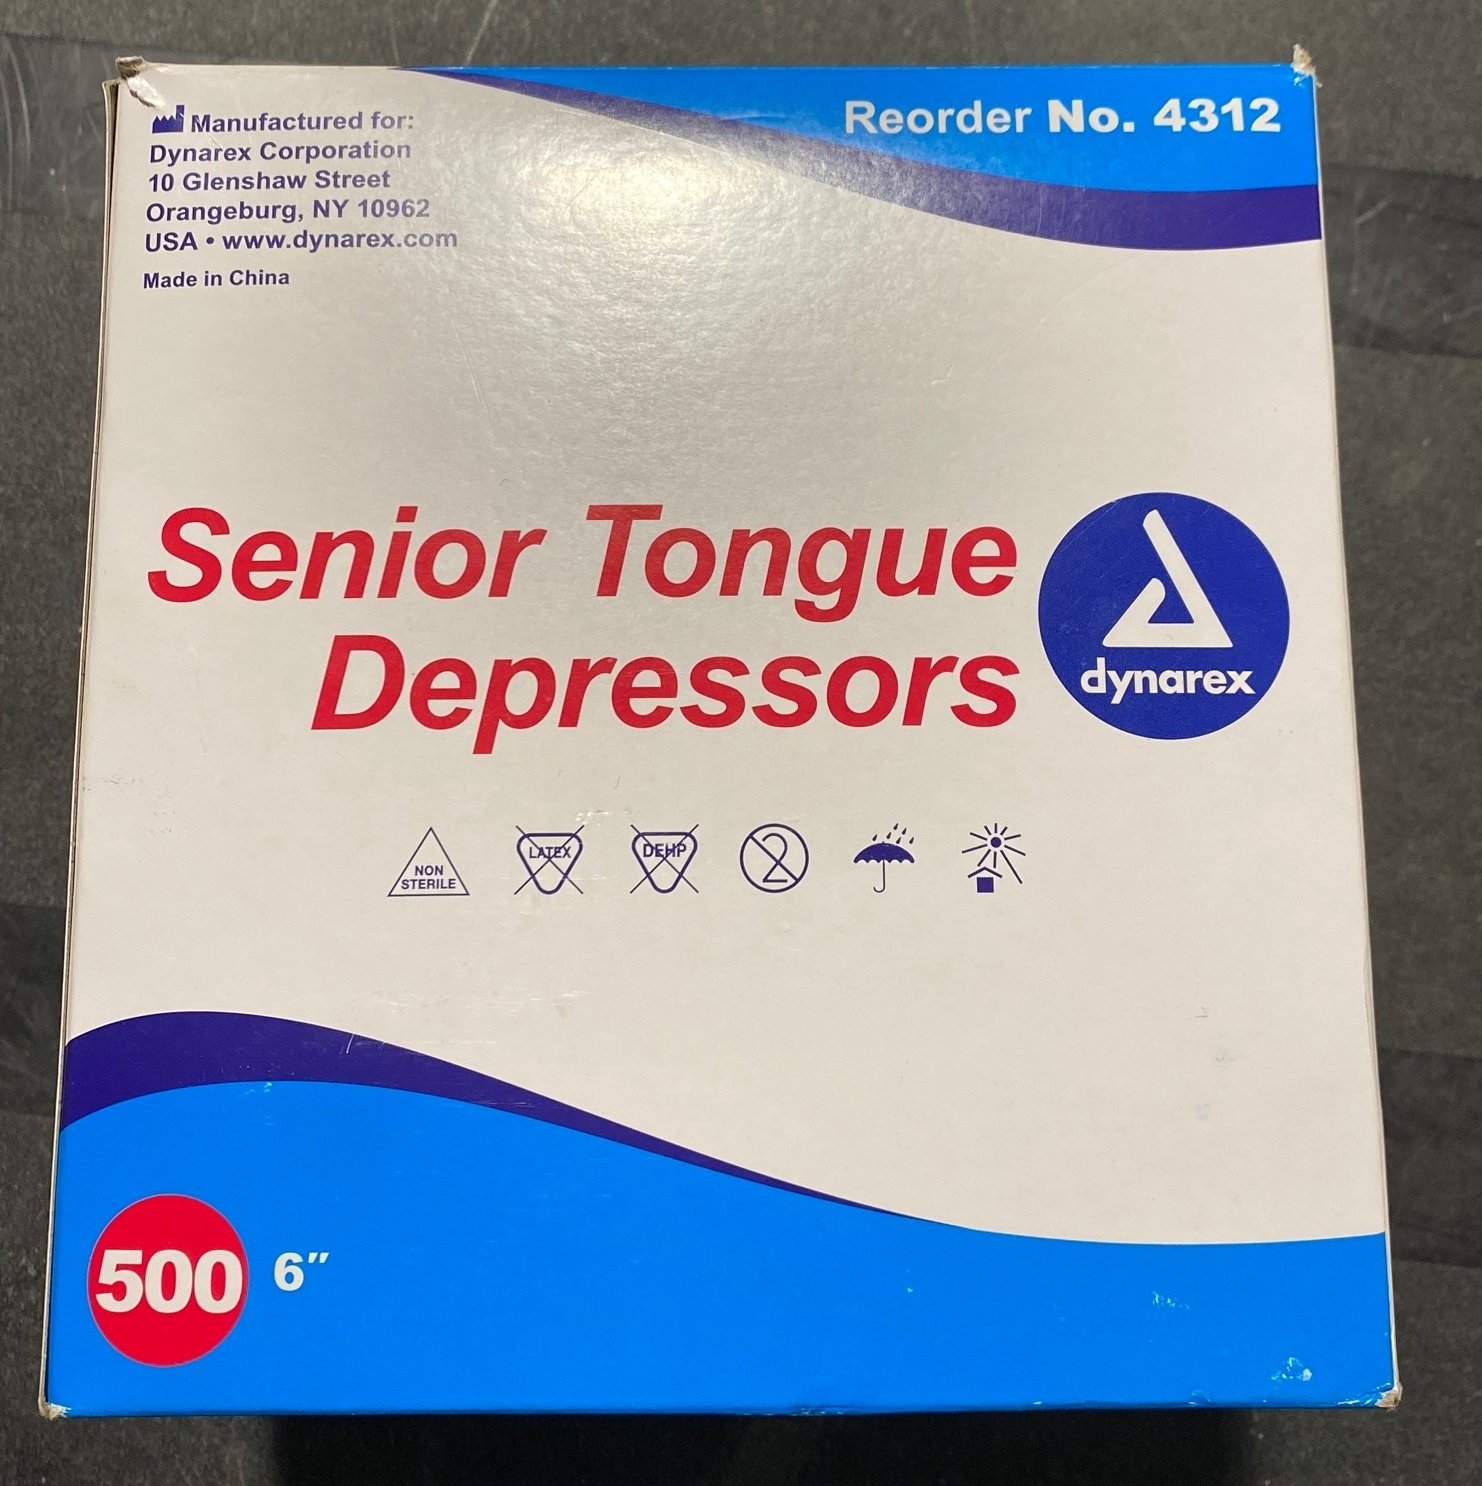 Manufactured for:
Dynarex Corporation
10 Glenshaw Street
Orangeburg, NY 10962
USA • www.dynarex.com
Made in China
Reorder No. 4312
Senior Tongue
Depressors
dynarex
NON
STERILE
LATEX
DEHP
2
500
6”